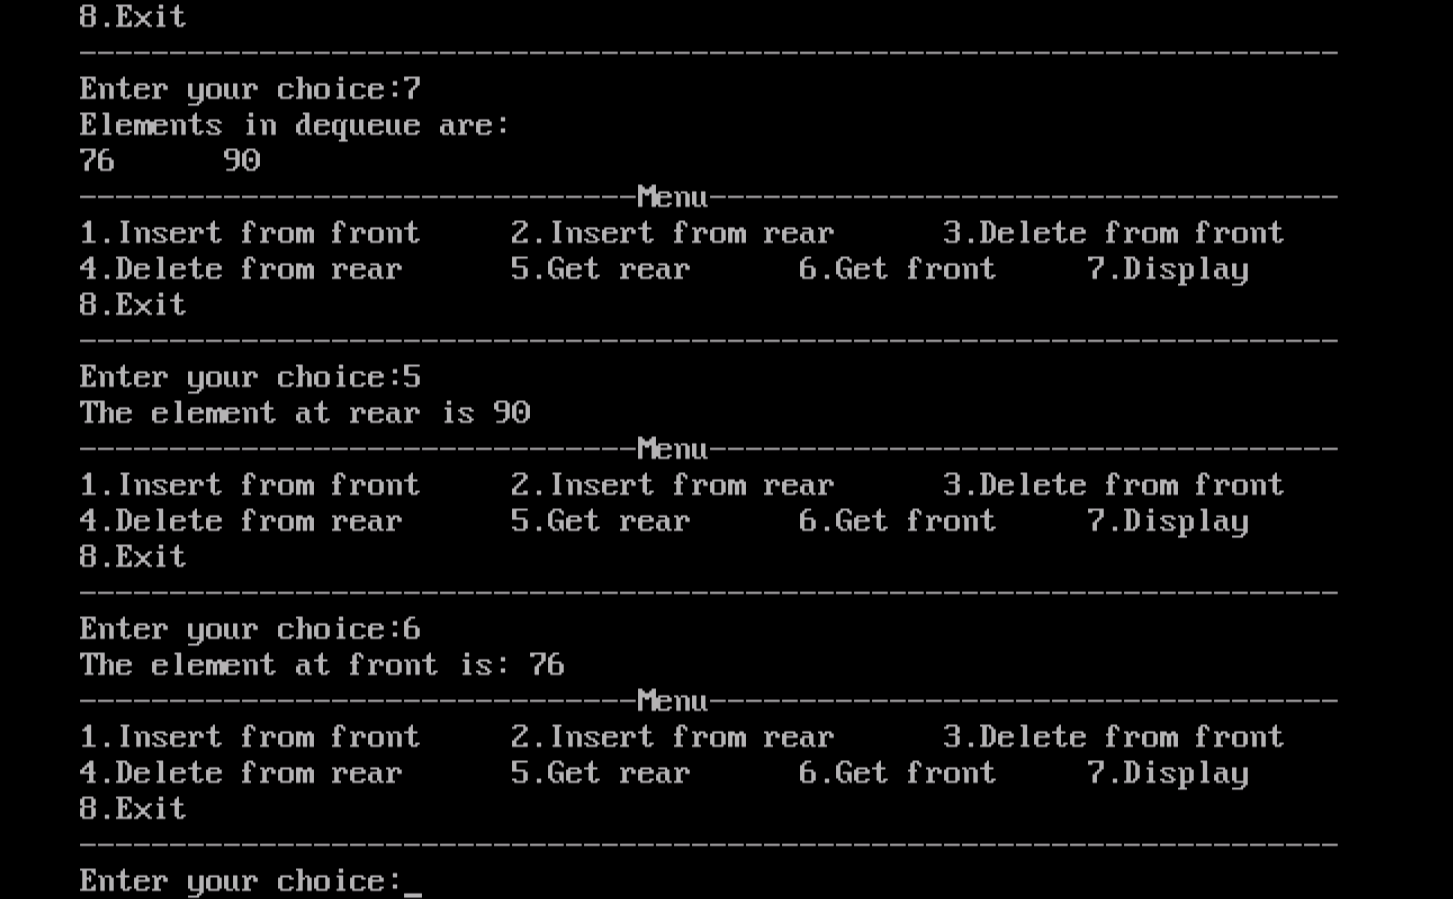 8.Exit
----------------------------------------------------------------------
Enter your choice:7
Elements in dequeue are:
76      90
-------------------------------Menu-----------------------------------
1.Insert from front     2.Insert from rear      3.Delete from front
4.Delete from rear      5.Get rear      6.Get front     7.Display
8.Exit
----------------------------------------------------------------------
Enter your choice:5
The element at rear is 90
-------------------------------Menu-----------------------------------
1.Insert from front     2.Insert from rear      3.Delete from front
4.Delete from rear      5.Get rear      6.Get front     7.Display
8.Exit
----------------------------------------------------------------------
Enter your choice:6
The element at front is: 76
-------------------------------Menu-----------------------------------
1.Insert from front     2.Insert from rear      3.Delete from front
4.Delete from rear      5.Get rear      6.Get front     7.Display
8.Exit
----------------------------------------------------------------------
Enter your choice:_